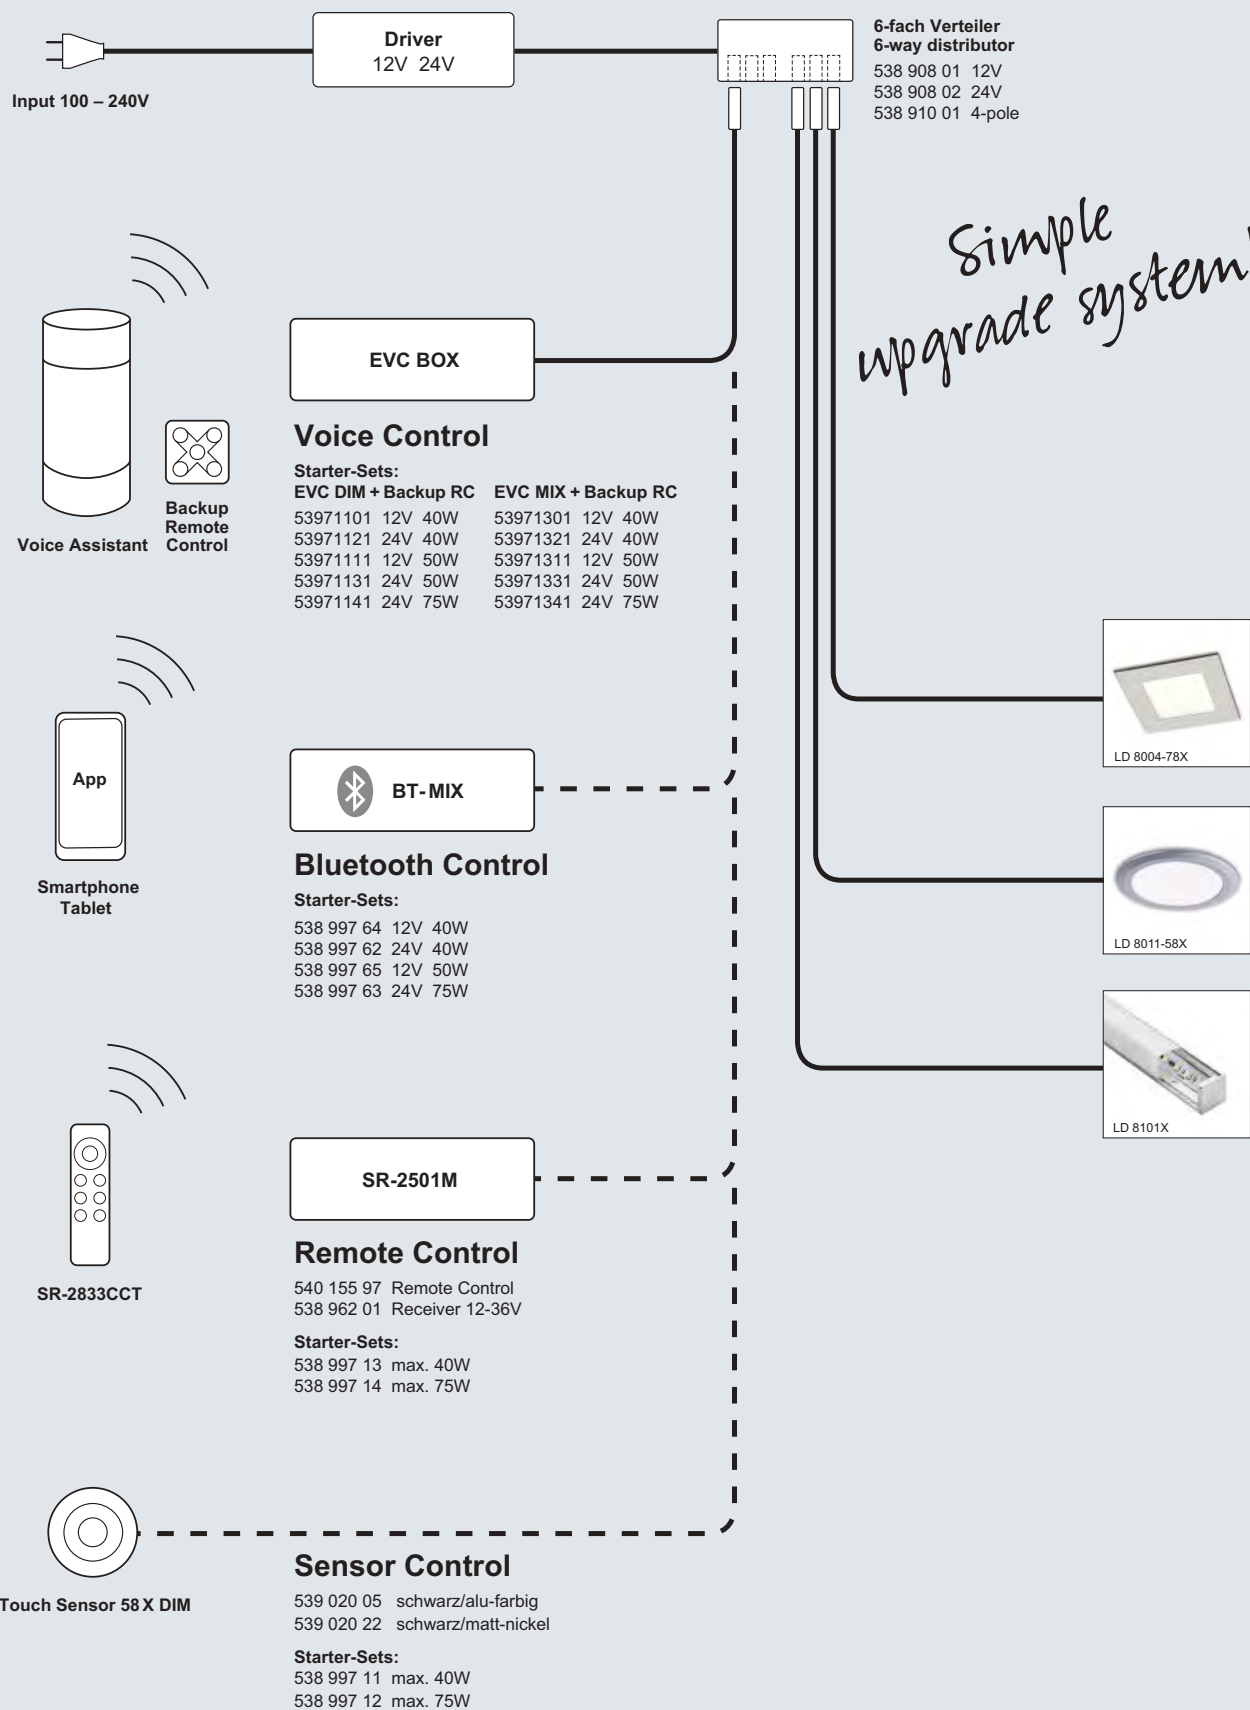 Driver
12V 24V
Input 100 – 240V
6-fach Verteiler
6-way distributor
538 908 01 12V
538 908 02 24V
538 910 01 4-pole
Simple
upgrade system!
EVC BOX
Voice Control
Starter-Sets:
EVC DIM + Backup RC EVC MIX + Backup RC
53971101 12V 40W 53971301 12V 40W
53971121 24V 40W 53971321 24V 40W
53971111 12V 50W 53971311 12V 50W
53971131 24V 50W 53971331 24V 50W
53971141 24V 75W 53971341 24V 75W
Voice Assistant
Backup
Remote
Control
App
Smartphone
Tablet
BT-MIX
Bluetooth Control
Starter-Sets:
538 997 64 12V 40W
538 997 62 24V 40W
538 997 65 12V 50W
538 997 63 24V 75W
LD 8004-78X
LD 8011-58X
LD 8101X
SR-2833CCT
SR-2501M
Remote Control
540 155 97 Remote Control
538 962 01 Receiver 12-36V
Starter-Sets:
538 997 13 max. 40W
538 997 14 max. 75W
Touch Sensor 58 X DIM
Sensor Control
539 020 05 schwarz/alu-farbig
539 020 22 schwarz/matt-nickel
Starter-Sets:
538 997 11 max. 40W
538 997 12 max. 75W